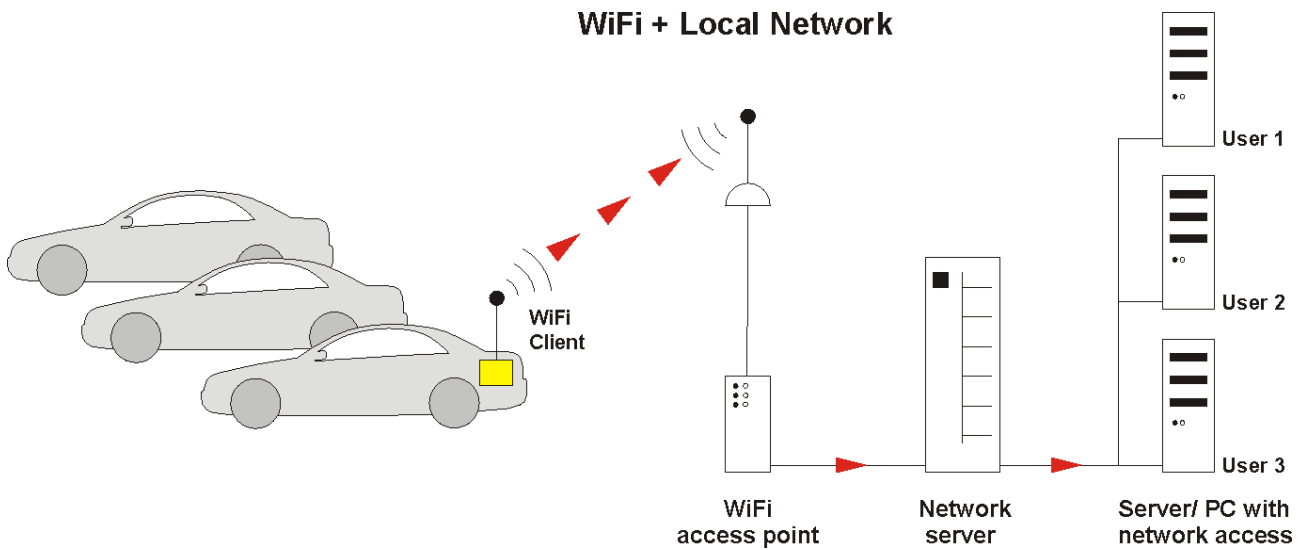 WiFi + Local Network
User 1
User 2
WiFi
Client
User 3
WiFi
access point
Network
server
Server/ PC with
network access